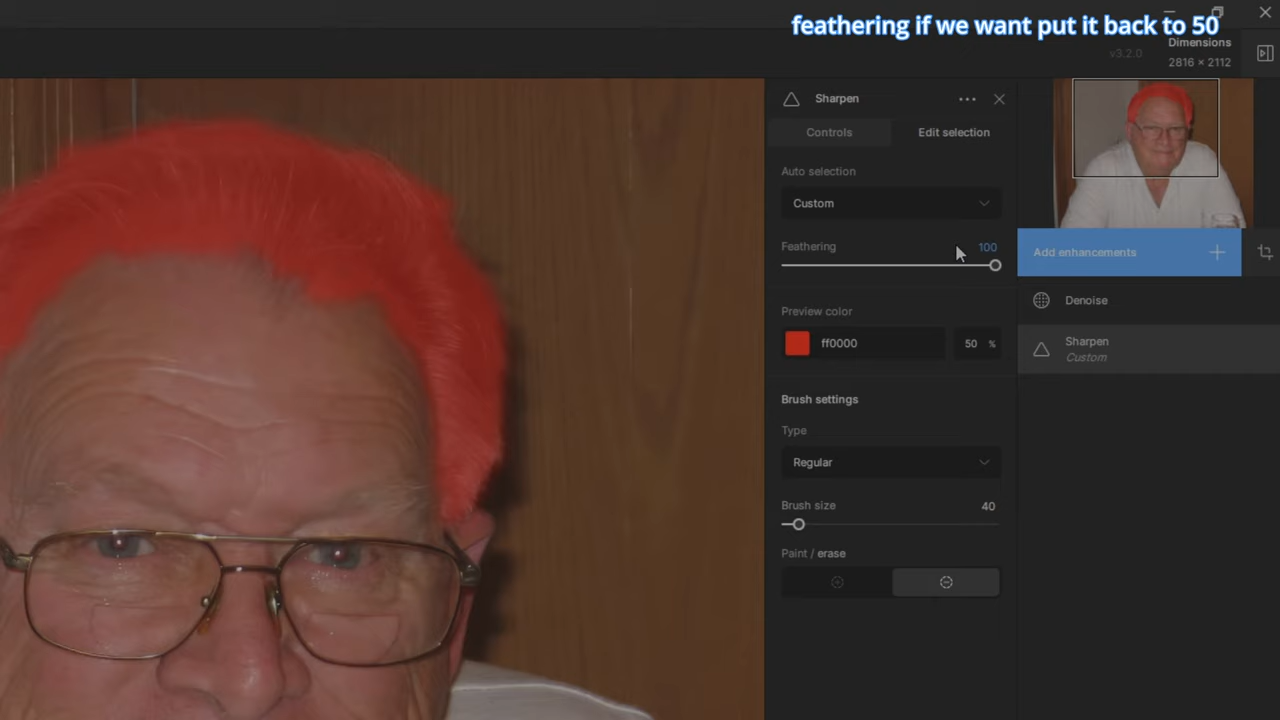 feathering if we want put it back to 50
Dimensions
v3.2.0
2816 × 2112
Sharpen
Controls
Edit selection
Auto selection
Custom
Feathering
100
Preview color
ff0000
50 %
Brush settings
Type
Regular
Brush size
40
Paint / erase
Add enhancements
Denoise
Sharpen
Custom